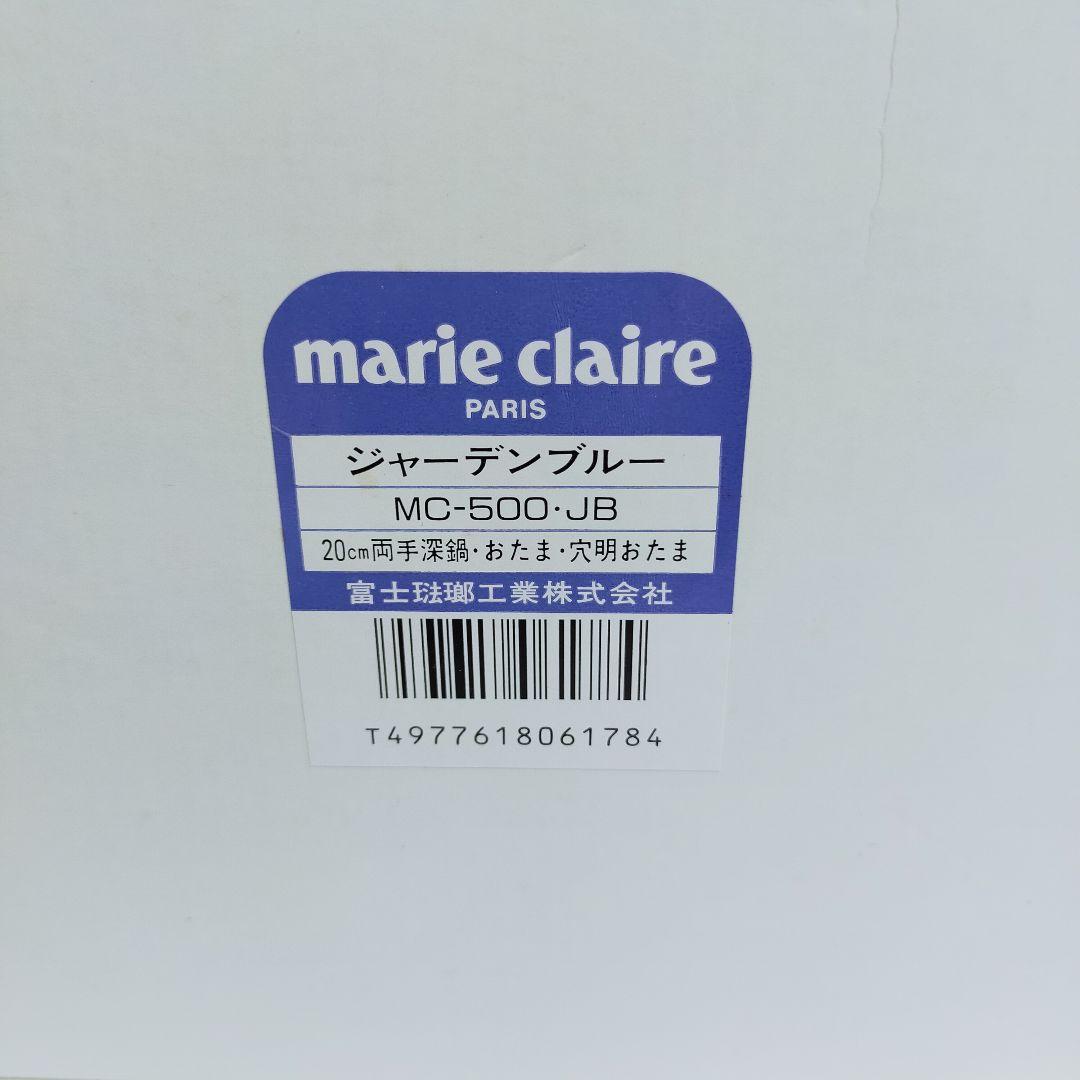 marie claire
PARIS
ジャーデンブルー
MC-500・JB
20cm両手深鍋・おたま・穴明おたま
富士琺瑯工業株式会社
T4977618061784